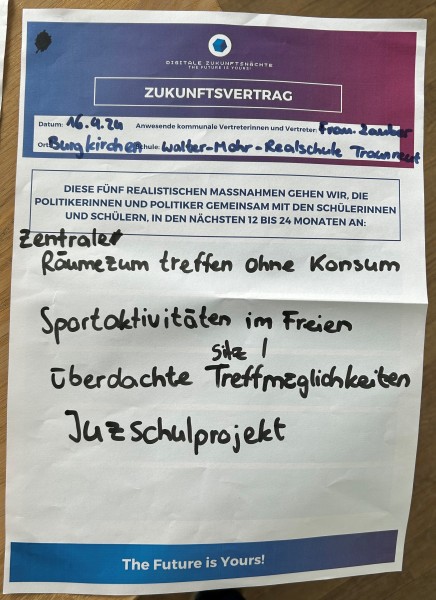 DIGITALE ZUKUNFTSNÄCHTE
THE FUTURE IS YOURS!
ZUKUNFTSVERTRAG
Datum: 16.4.24 Anwesende kommunale Vertreterinnen und Vertreter: Frau Zauber
Ort: Burgkirchen Schule: Walter-Mohr-Realschule Traunreut
DIESE FÜNF REALISTISCHEN MASSNAHMEN GEHEN WIR, DIE
POLITIKERINNEN UND POLITIKER GEMEINSAM MIT DEN SCHÜLERINNEN
UND SCHÜLERN, IN DEN NÄCHSTEN 12 BIS 24 MONATEN AN:
Zentrale
Räume zum treffen ohne Konsum
Sportaktivitäten im Freien
sitz /
überdachte Treffmöglichkeiten
Juzschulprojekt
The Future is Yours!